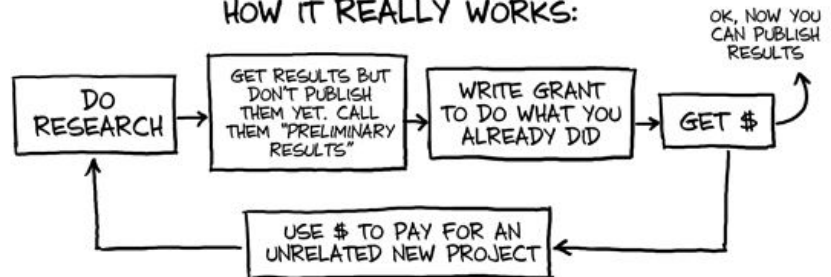 HOW IT REALLY WORKS:
OK, NOW YOU
CAN PUBLISH
RESULTS
DO
RESEARCH
GET RESULTS BUT
DON'T PUBLISH
THEM YET. CALL
THEM "PRELIMINARY
RESULTS"
WRITE GRANT
TO DO WHAT YOU
ALREADY DID
GET $
USE $ TO PAY FOR AN
UNRELATED NEW PROJECT